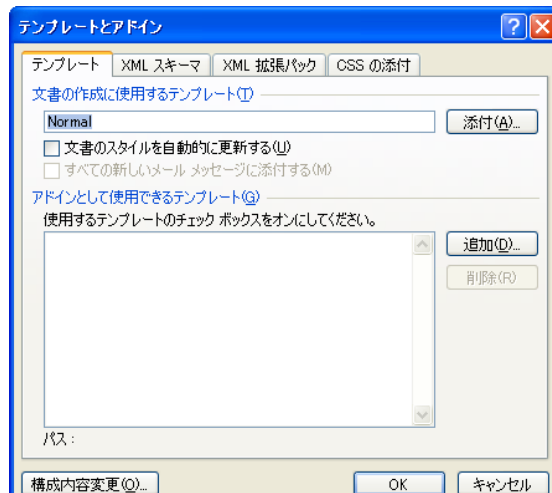 テンプレートとアドイン
テンプレート XML スキーマ XML 拡張パック CSS の添付
文書の作成に使用するテンプレート(T)
Normal 添付(A)...
文書のスタイルを自動的に更新する(U)
すべての新しいメール メッセージに添付する(M)
アドインとして使用できるテンプレート(G)
使用するテンプレートのチェック ボックスをオンにしてください。
追加(D)...
削除(R)
パス :
構成内容変更(O)... OK キャンセル